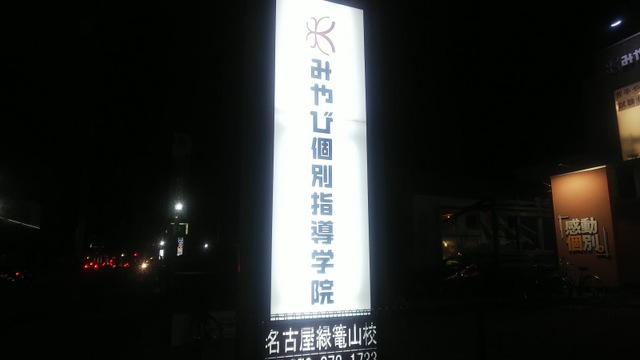 みやび個別指導学院
名古屋緑篭山校
「感動
個別」